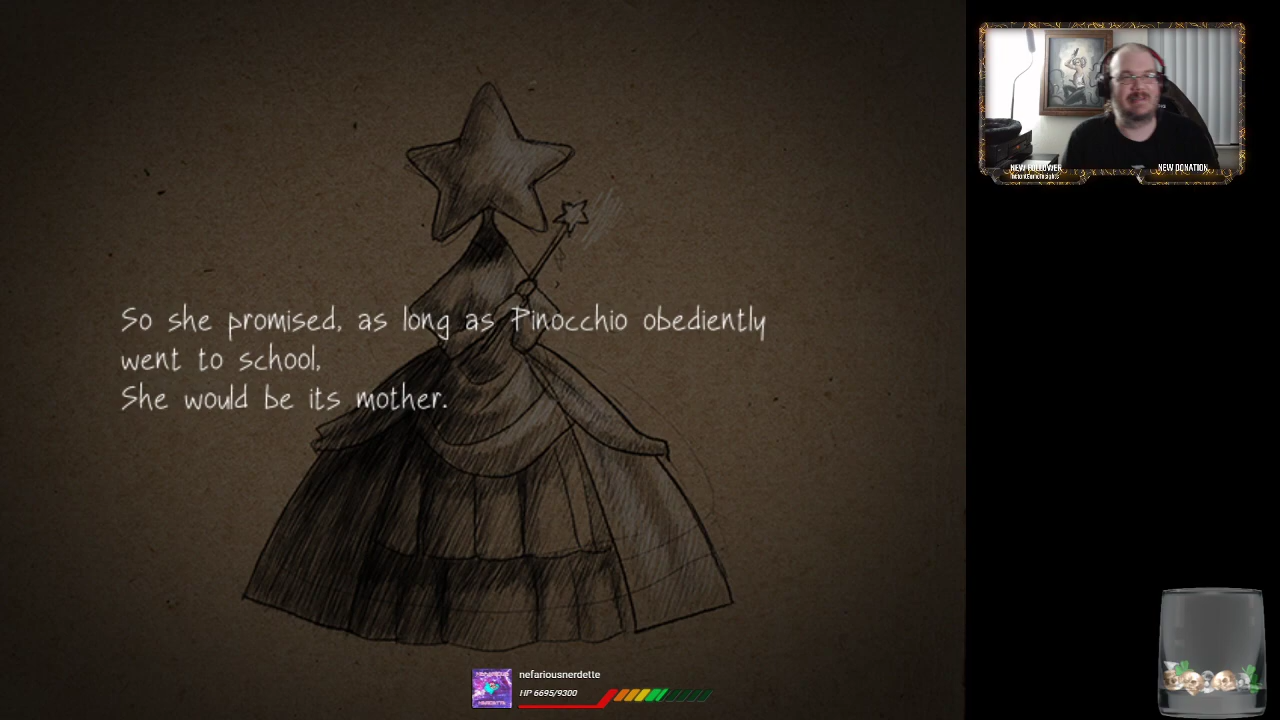 So she promised, as long as Pinocchio obediently
went to school,
She would be its mother.
NEW FOLLOWER
NEW DONATION
nefariousnerdette
HP 6695/9300